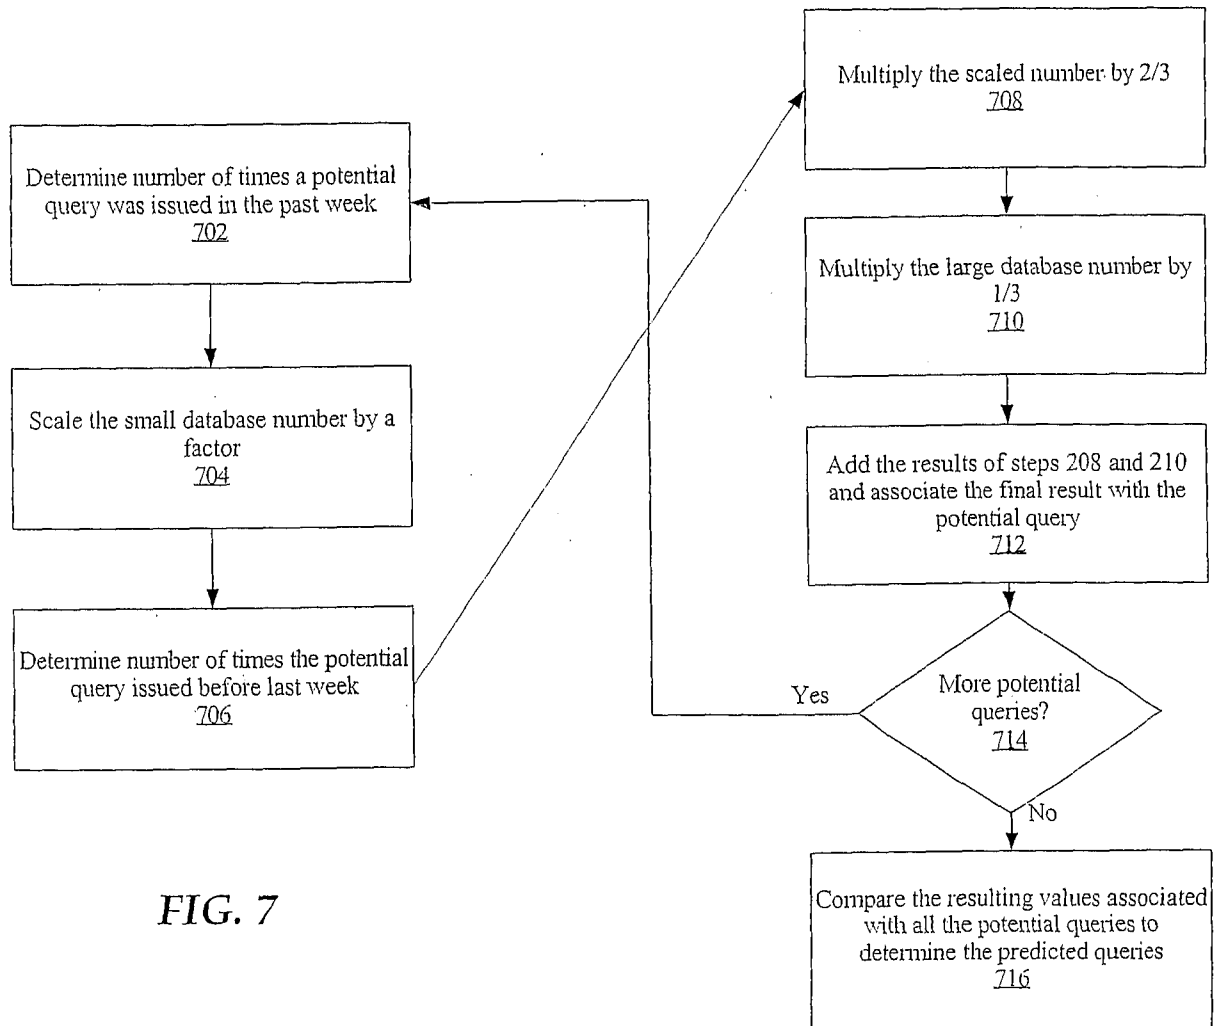 Determine number of times a potential
query was issued in the past week
702
Scale the small database number by a
factor
704
Determine number of times the potential
query issued before last week
706
Multiply the scaled number by 2/3
708
Multiply the large database number by
1/3
710
Add the results of steps 208 and 210
and associate the final result with the
potential query
712
More potential
queries?
714
Yes
No
Compare the resulting values associated
with all the potential queries to
determine the predicted queries
716
FIG. 7